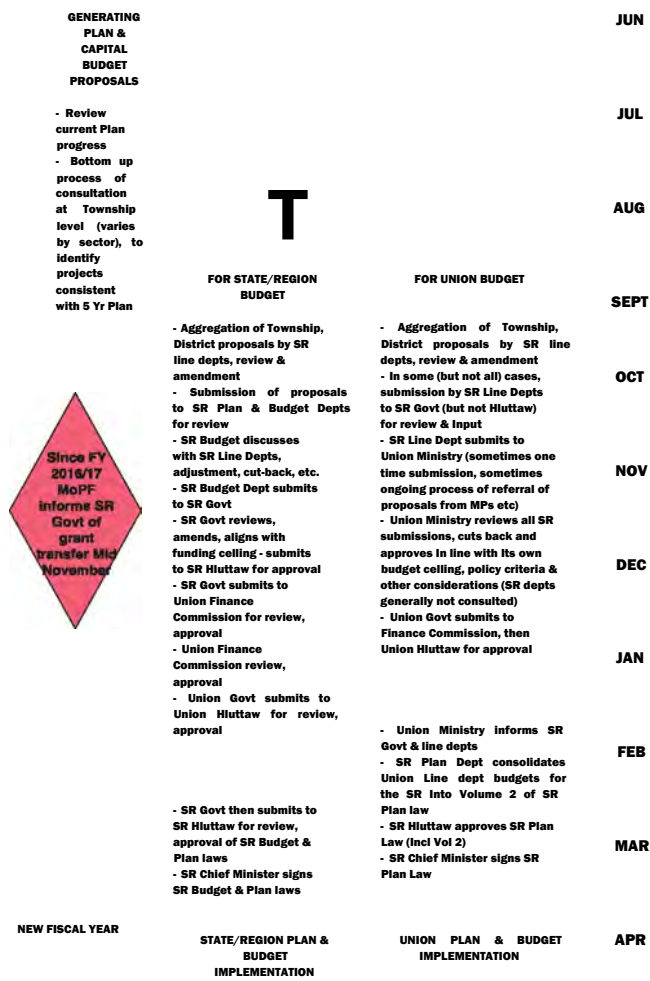 GENERATING
PLAN &
CAPITAL
BUDGET
PROPOSALS
- Review
current Plan
progress
- Bottom up
process of
consultation
at Township
level (varies
by sector), to
identify
projects
consistent
with 5 Yr Plan
Since FY
2016/17
MoPF
informs SR
Govt of
grant
transfer Mid
November
T
FOR STATE/REGION
BUDGET
- Aggregation of Township,
District proposals by SR
line depts, review &
amendment
- Submission of proposals
to SR Plan & Budget Depts
for review
- SR Budget discusses
with SR Line Depts,
adjustment, cut-back, etc.
- SR Budget Dept submits
to SR Govt
- SR Govt reviews,
amends, aligns with
funding celling - submits
to SR Hluttaw for approval
- SR Govt submits to
Union Finance
Commission for review,
approval
- Union Finance
Commission review,
approval
- Union Govt submits to
Union Hluttaw for review,
approval
- SR Govt then submits to
SR Hluttaw for review,
approval of SR Budget &
Plan laws
- SR Chief Minister signs
SR Budget & Plan laws
FOR UNION BUDGET
- Aggregation of Township,
District proposals by SR line
depts, review & amendment
- In some (but not all) cases,
submission by SR Line Depts
to SR Govt (but not Hluttaw)
for review & Input
- SR Line Dept submits to
Union Ministry (sometimes one
time submission, sometimes
ongoing process of referral of
proposals from MPs etc)
- Union Ministry reviews all SR
submissions, cuts back and
approves In line with Its own
budget celling, policy criteria &
other considerations (SR depts
generally not consulted)
- Union Govt submits to
Finance Commission, then
Union Hluttaw for approval
- Union Ministry informs SR
Govt & line depts
- SR Plan Dept consolidates
Union Line dept budgets for
the SR Into Volume 2 of SR
Plan law
- SR Hluttaw approves SR Plan
Law (Incl Vol 2)
- SR Chief Minister signs SR
Plan Law
JUN
JUL
AUG
SEPT
OCT
NOV
DEC
JAN
FEB
MAR
APR
NEW FISCAL YEAR
STATE/REGION PLAN &
BUDGET
IMPLEMENTATION
UNION PLAN & BUDGET
IMPLEMENTATION